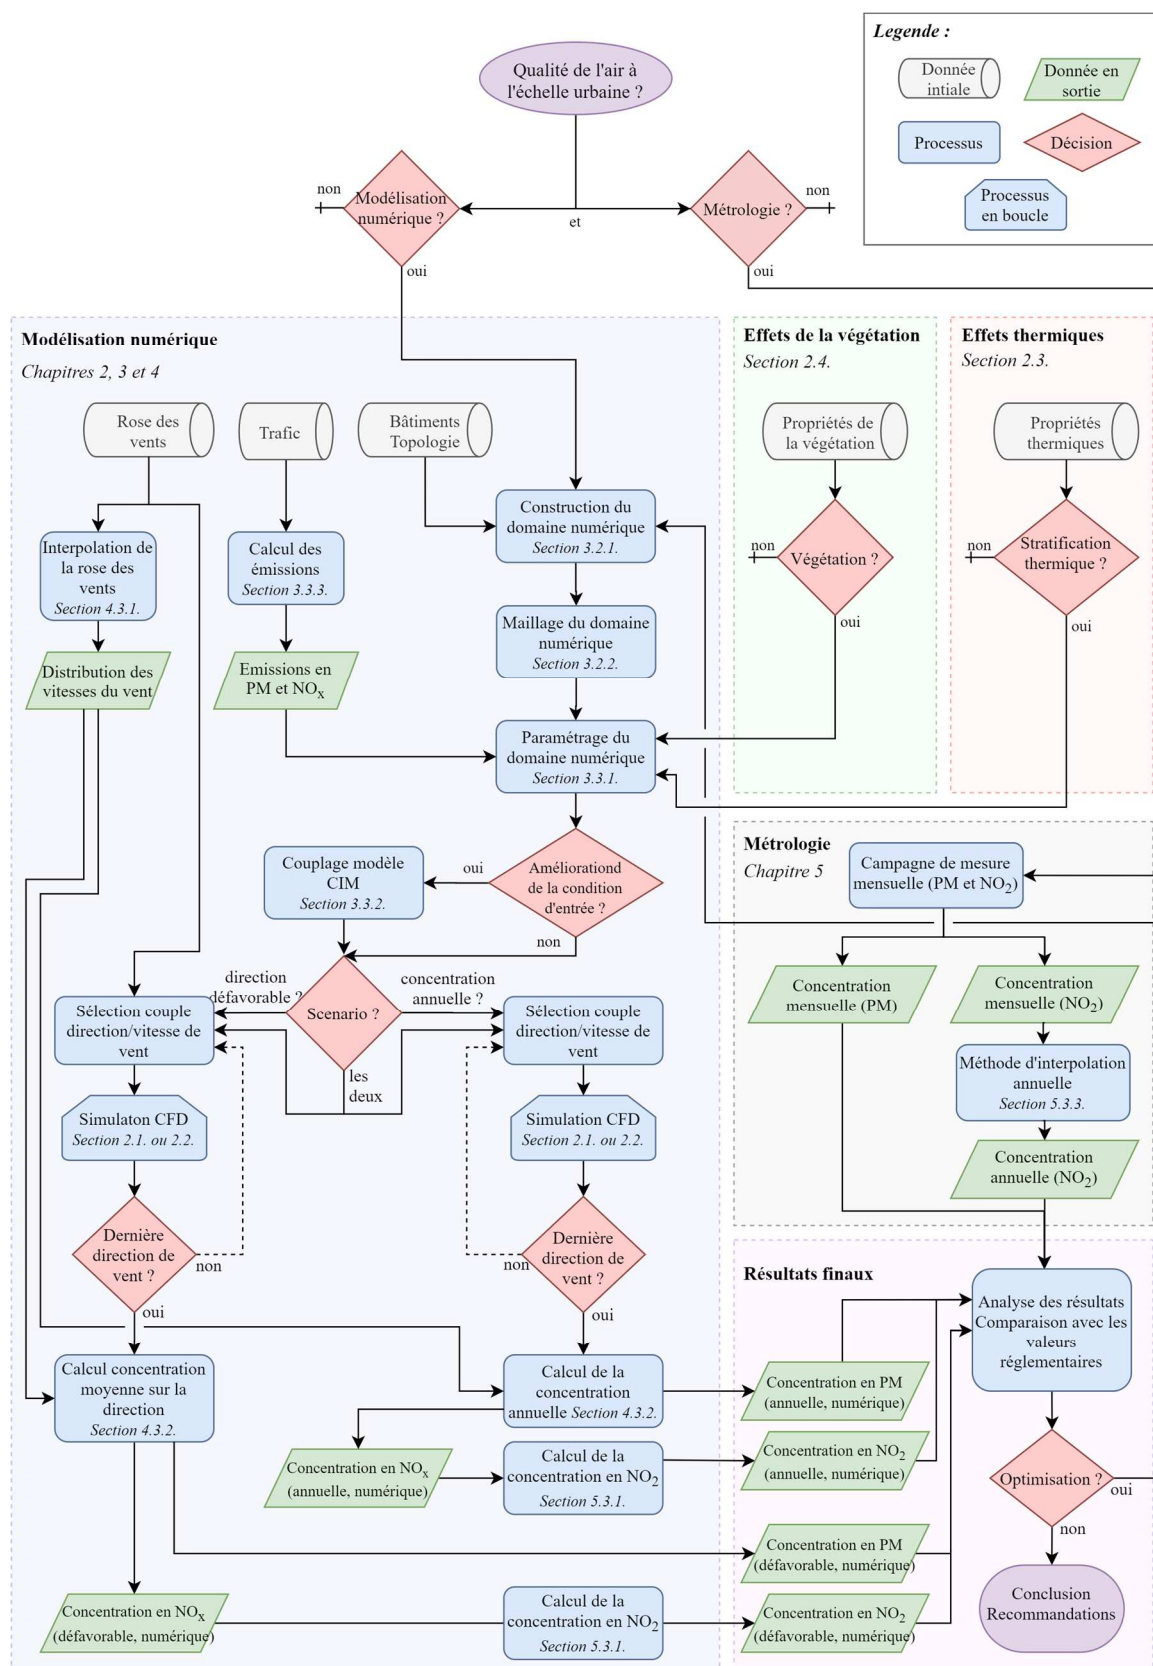 Legende :
Donnée
intiale
Donnée en
sortie
Processus
Décision
Processus
en boucle
Qualité de l'air à
l'échelle urbaine ?
non
Modélisation
numérique ?
et
Métrologie ?
non
oui
oui
Modélisation numérique
Chapitres 2, 3 et 4
Effets de la végétation
Section 2.4.
Effets thermiques
Section 2.3.
Rose des
vents
Trafic
Bâtiments
Topologie
Propriétés de
la végétation
Propriétés
thermiques
Interpolation de
la rose des
vents
Section 4.3.1.
Calcul des
émissions
Section 3.3.3.
Construction du
domaine numérique
Section 3.2.1.
non
Végétation ?
oui
non
Stratification
thermique ?
oui
Maillage du domaine
numérique
Section 3.2.2.
Distribution des
vitesses du vent
Emissions en
PM et NOx
Paramétrage du
domaine numérique
Section 3.3.1.
Couplage modèle
CIM
Section 3.3.2.
oui
Améliorationd
de la condition
d'entrée ?
non
Métrologie
Chapitre 5
Campagne de mesure
mensuelle (PM et NO2)
Concentration
mensuelle (PM)
Concentration
mensuelle (NO2)
Méthode d'interpolation
annuelle
Section 5.3.3.
Concentration
annuelle (NO2)
direction
défavorable ?
concentration
annuelle ?
Scenario ?
les
deux
Sélection couple
direction/vitesse de
vent
Sélection couple
direction/vitesse de
vent
Simulaton CFD
Section 2.1. ou 2.2.
Simulation CFD
Section 2.1. ou 2.2.
Dernière
direction de
vent ?
non
oui
Dernière
direction de
vent ?
non
oui
Résultats finaux
Analyse des résultats
Comparaison avec les
valeurs
réglementaires
Calcul concentration
moyenne sur la
direction
Section 4.3.2.
Calcul de la
concentration
annuelle Section 4.3.2.
Concentration en PM
(annuelle, numérique)
Concentration en NOx
(annuelle, numérique)
Calcul de la
concentration en NO2
Section 5.3.1.
Concentration en NO2
(annuelle, numérique)
Optimisation ?
oui
non
Concentration en PM
(défavorable, numérique)
Concentration en NOx
(défavorable, numérique)
Calcul de la
concentration en NO2
Section 5.3.1.
Concentration en NO2
(défavorable, numérique)
Conclusion
Recommandations